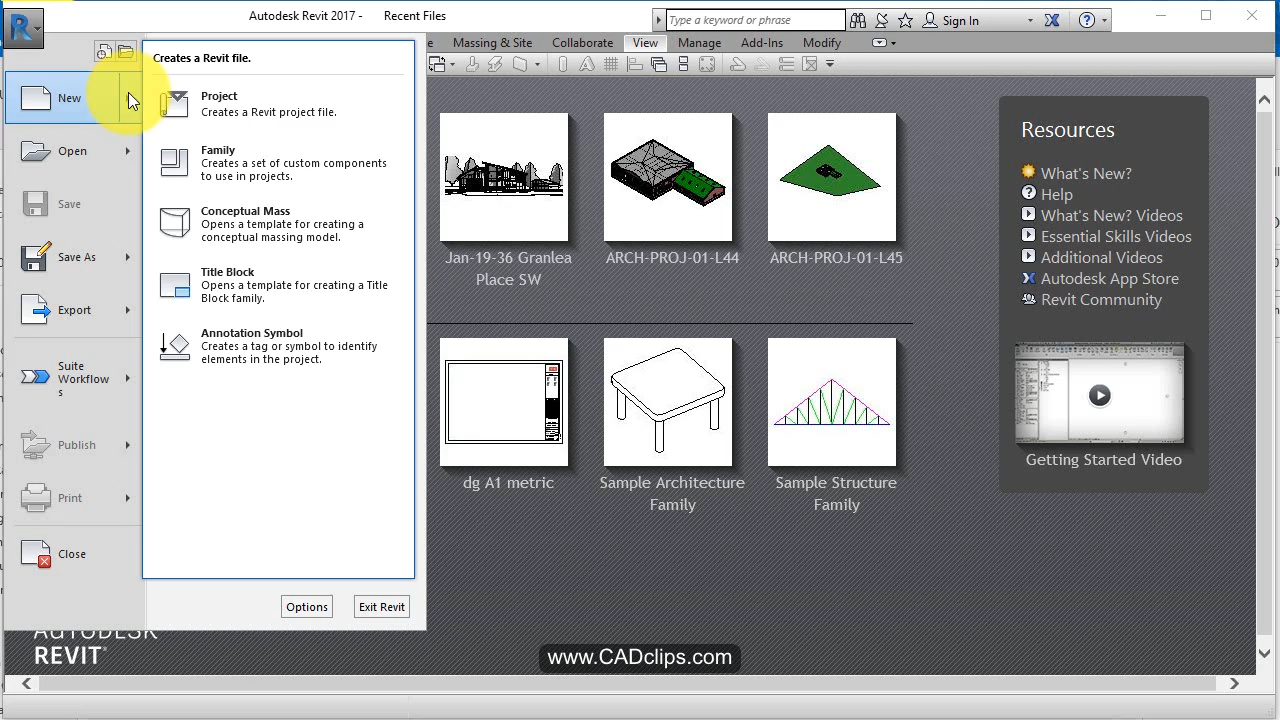 Autodesk Revit 2017 -
Recent Files
Type a keyword or phrase
Sign In
e
Massing & Site
Collaborate
View
Manage
Add-Ins
Modify
New
Open
Save
Save As
Export
Suite
Workflow
s
Publish
Print
Close
Creates a Revit file.
Project
Creates a Revit project file.
Family
Creates a set of custom components
to use in projects.
Conceptual Mass
Opens a template for creating a
conceptual massing model.
Title Block
Opens a template for creating a Title
Block family.
Annotation Symbol
Creates a tag or symbol to identify
elements in the project.
Options
Exit Revit
Jan-19-36 Granlea
Place SW
ARCH-PROJ-01-L44
ARCH-PROJ-01-L45
dg A1 metric
Sample Architecture
Family
Sample Structure
Family
Resources
What's New?
Help
What's New? Videos
Essential Skills Videos
Additional Videos
Autodesk App Store
Revit Community
Getting Started Video
AUTODESK
REVIT
www.CADclips.com